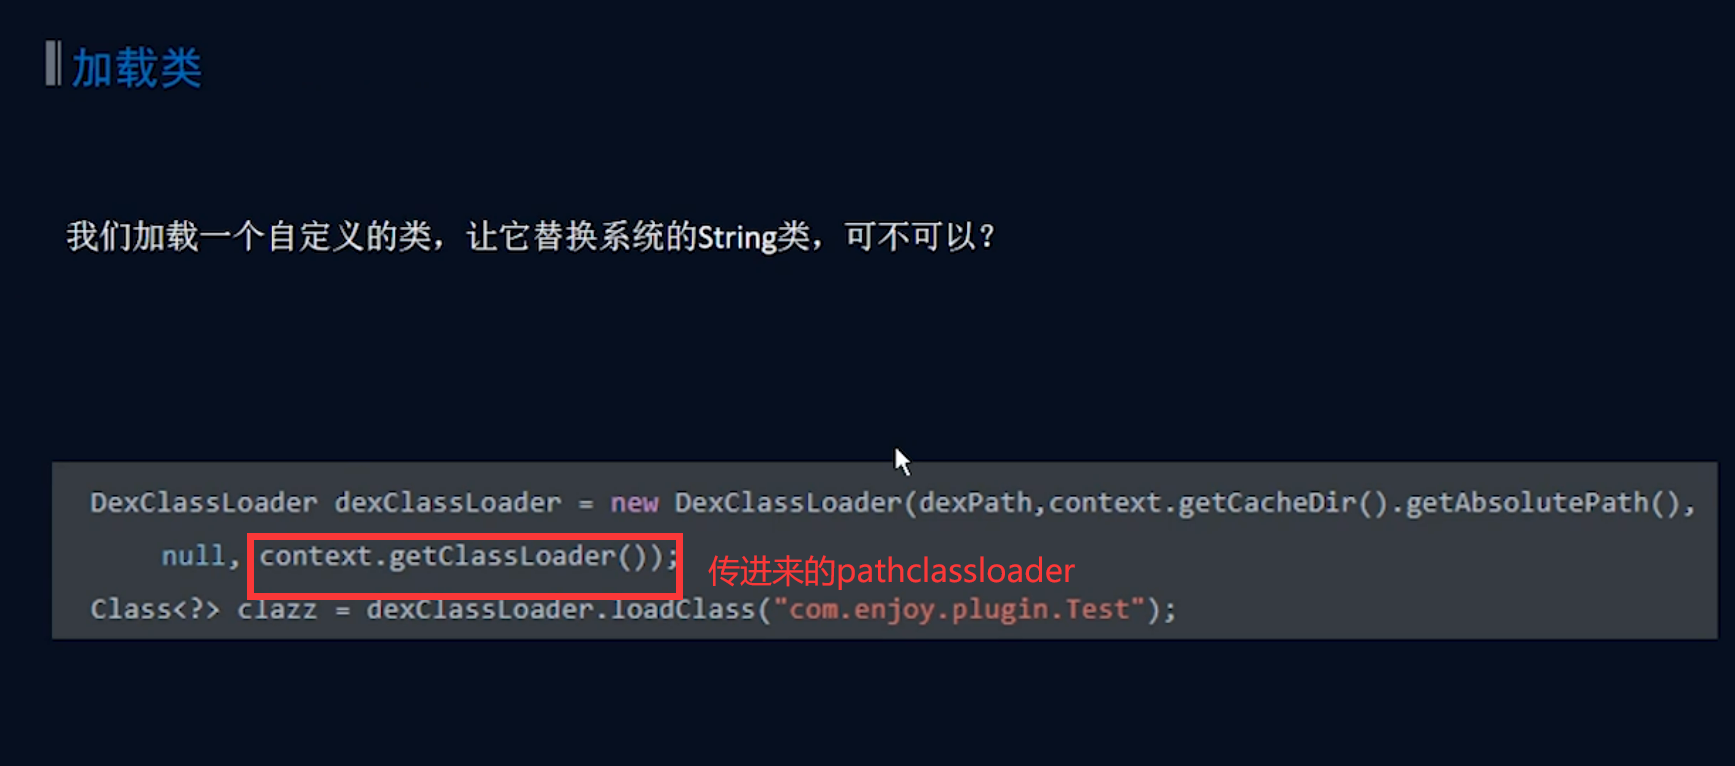 加载类
我们加载一个自定义的类，让它替换系统的String类，可不可以？
DexClassLoader dexClassLoader = new DexClassLoader(dexPath,context.getCacheDir().getAbsolutePath(),
null, context.getClassLoader());
传进来的pathclassloader
Class<?> clazz = dexClassLoader.loadClass("com.enjoy.plugin.Test");